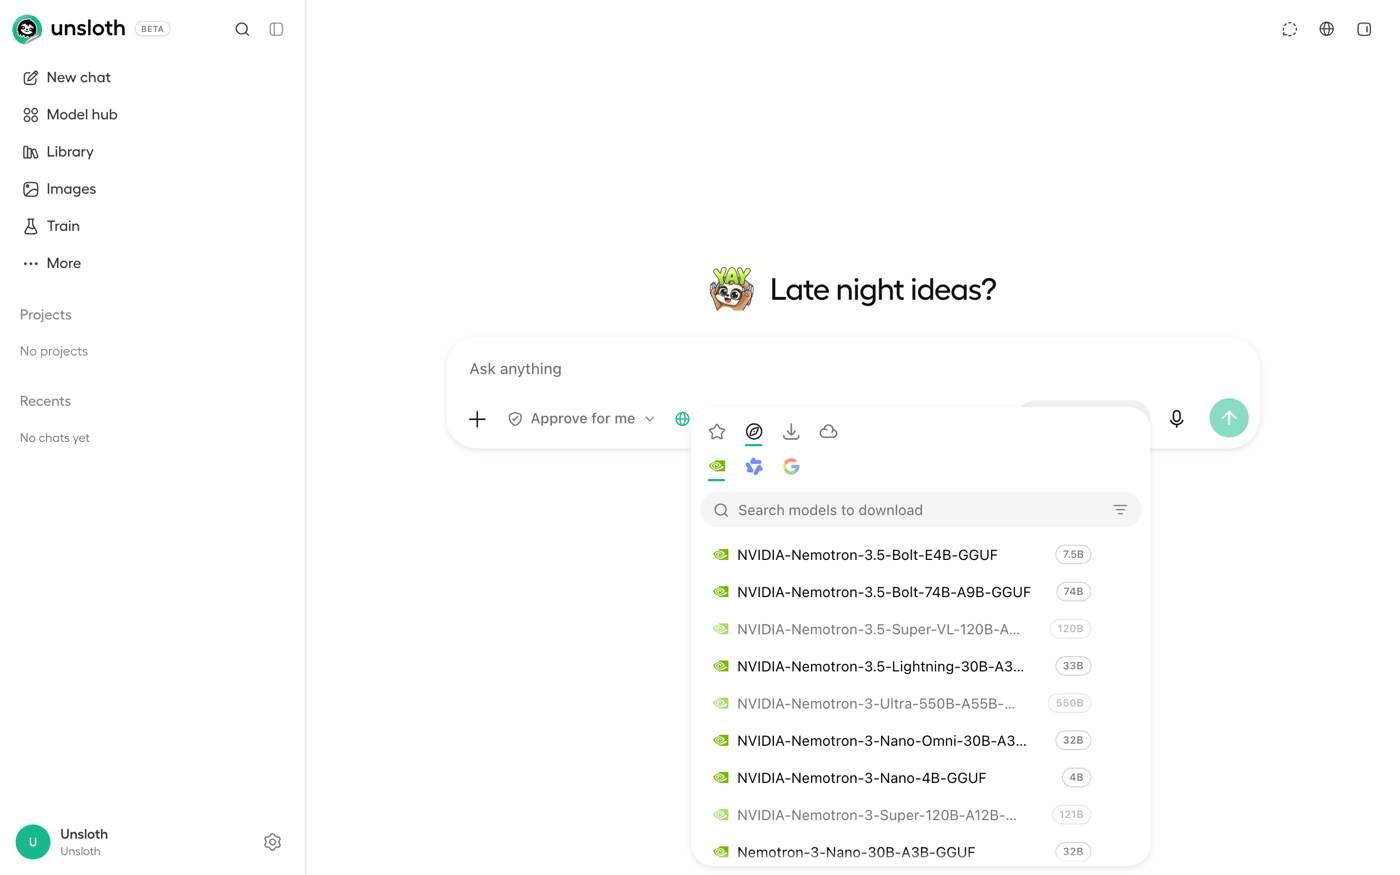 unsloth BETA
New chat
Model hub
Library
Images
Train
More
Projects
No projects
Recents
No chats yet
U
Unsloth
Unsloth
YAY
Late night ideas?
Ask anything
Approve for me
Search models to download
NVIDIA-Nemotron-3.5-Bolt-E4B-GGUF 7.5B
NVIDIA-Nemotron-3.5-Bolt-74B-A9B-GGUF 74B
NVIDIA-Nemotron-3.5-Super-VL-120B-A... 120B
NVIDIA-Nemotron-3.5-Lightning-30B-A3... 33B
NVIDIA-Nemotron-3-Ultra-550B-A55B-... 550B
NVIDIA-Nemotron-3-Nano-Omni-30B-A3... 32B
NVIDIA-Nemotron-3-Nano-4B-GGUF 4B
NVIDIA-Nemotron-3-Super-120B-A12B-... 121B
Nemotron-3-Nano-30B-A3B-GGUF 32B